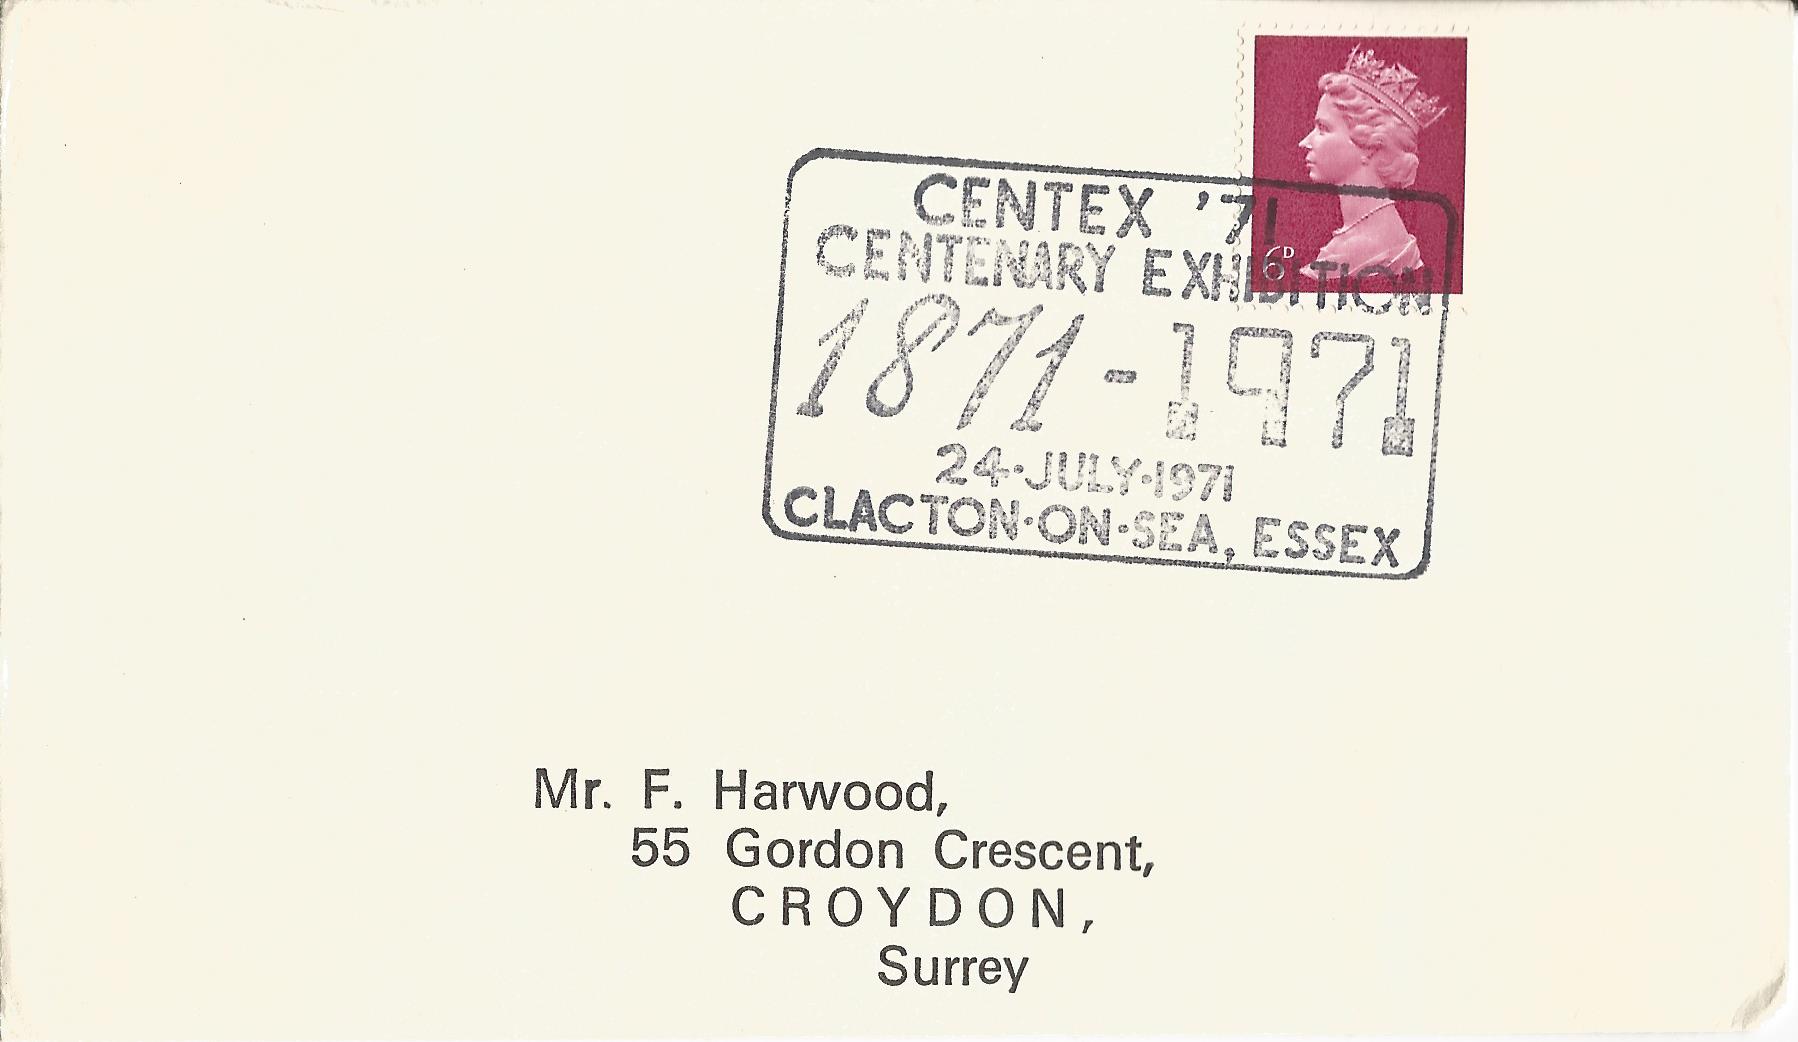 CENTEX '71
CENTENARY EXHIBITION
1871-1971
24·JULY·1971
CLACTON·ON·SEA, ESSEX
6D
Mr. F. Harwood,
55 Gordon Crescent,
CROYDON,
Surrey